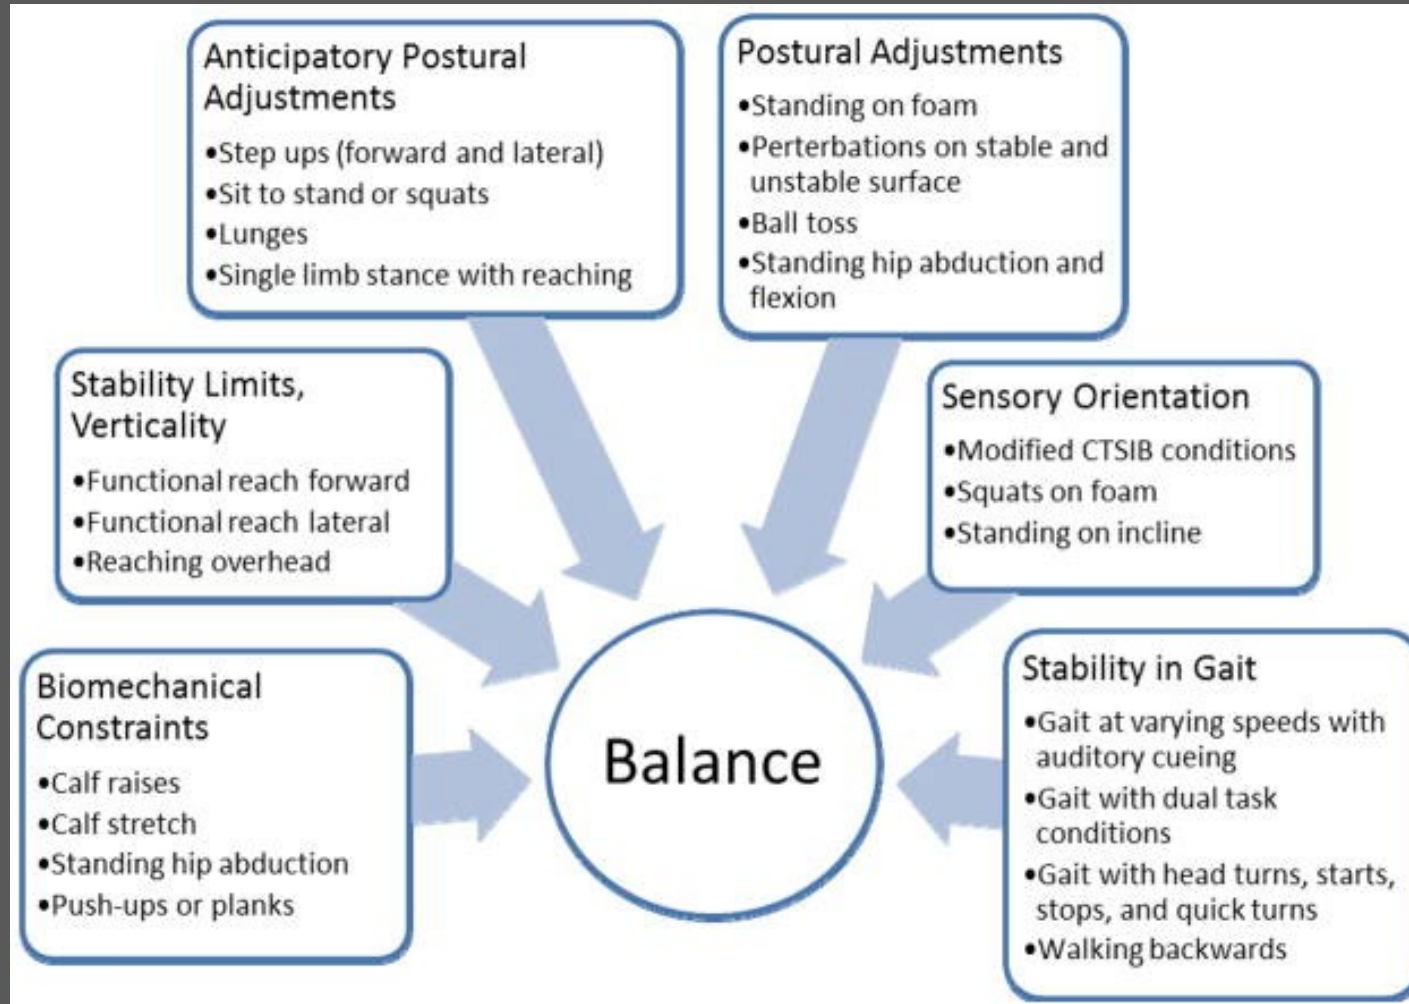 Anticipatory Postural
Adjustments
•Step ups (forward and lateral)
•Sit to stand or squats
•Lunges
•Single limb stance with reaching
Postural Adjustments
•Standing on foam
•Perterbations on stable and
unstable surface
•Ball toss
•Standing hip abduction and
flexion
Stability Limits,
Verticality
•Functional reach forward
•Functional reach lateral
•Reaching overhead
Sensory Orientation
•Modified CTSIB conditions
•Squats on foam
•Standing on incline
Biomechanical
Constraints
•Calf raises
•Calf stretch
•Standing hip abduction
•Push-ups or planks
Balance
Stability in Gait
•Gait at varying speeds with
auditory cueing
•Gait with dual task
conditions
•Gait with head turns, starts,
stops, and quick turns
•Walking backwards